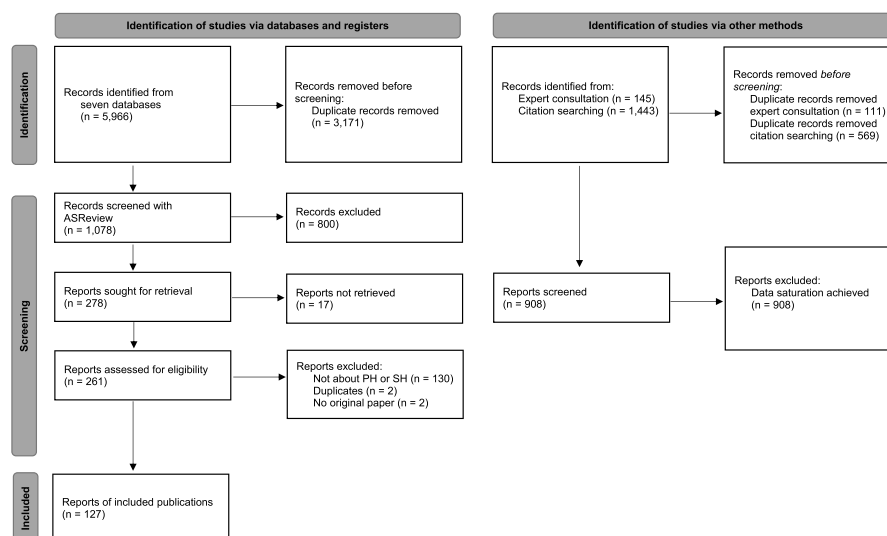 Identification of studies via databases and registers
Identification of studies via other methods
Identification
Records identified from
seven databases
(n = 5,966)
Records removed before
screening:
Duplicate records removed
(n = 3,171)
Records identified from:
Expert consultation (n = 145)
Citation searching (n = 1,443)
Records removed before
screening:
Duplicate records removed
expert consultation (n = 111)
Duplicate records removed
citation searching (n = 569)
Screening
Records screened with
ASReview
(n = 1,078)
Records excluded
(n = 800)
Reports sought for retrieval
(n = 278)
Reports not retrieved
(n = 17)
Reports screened
(n = 908)
Reports excluded:
Data saturation achieved
(n = 908)
Reports assessed for eligibility
(n = 261)
Reports excluded:
Not about PH or SH (n = 130)
Duplicates (n = 2)
No original paper (n = 2)
Included
Reports of included publications
(n = 127)